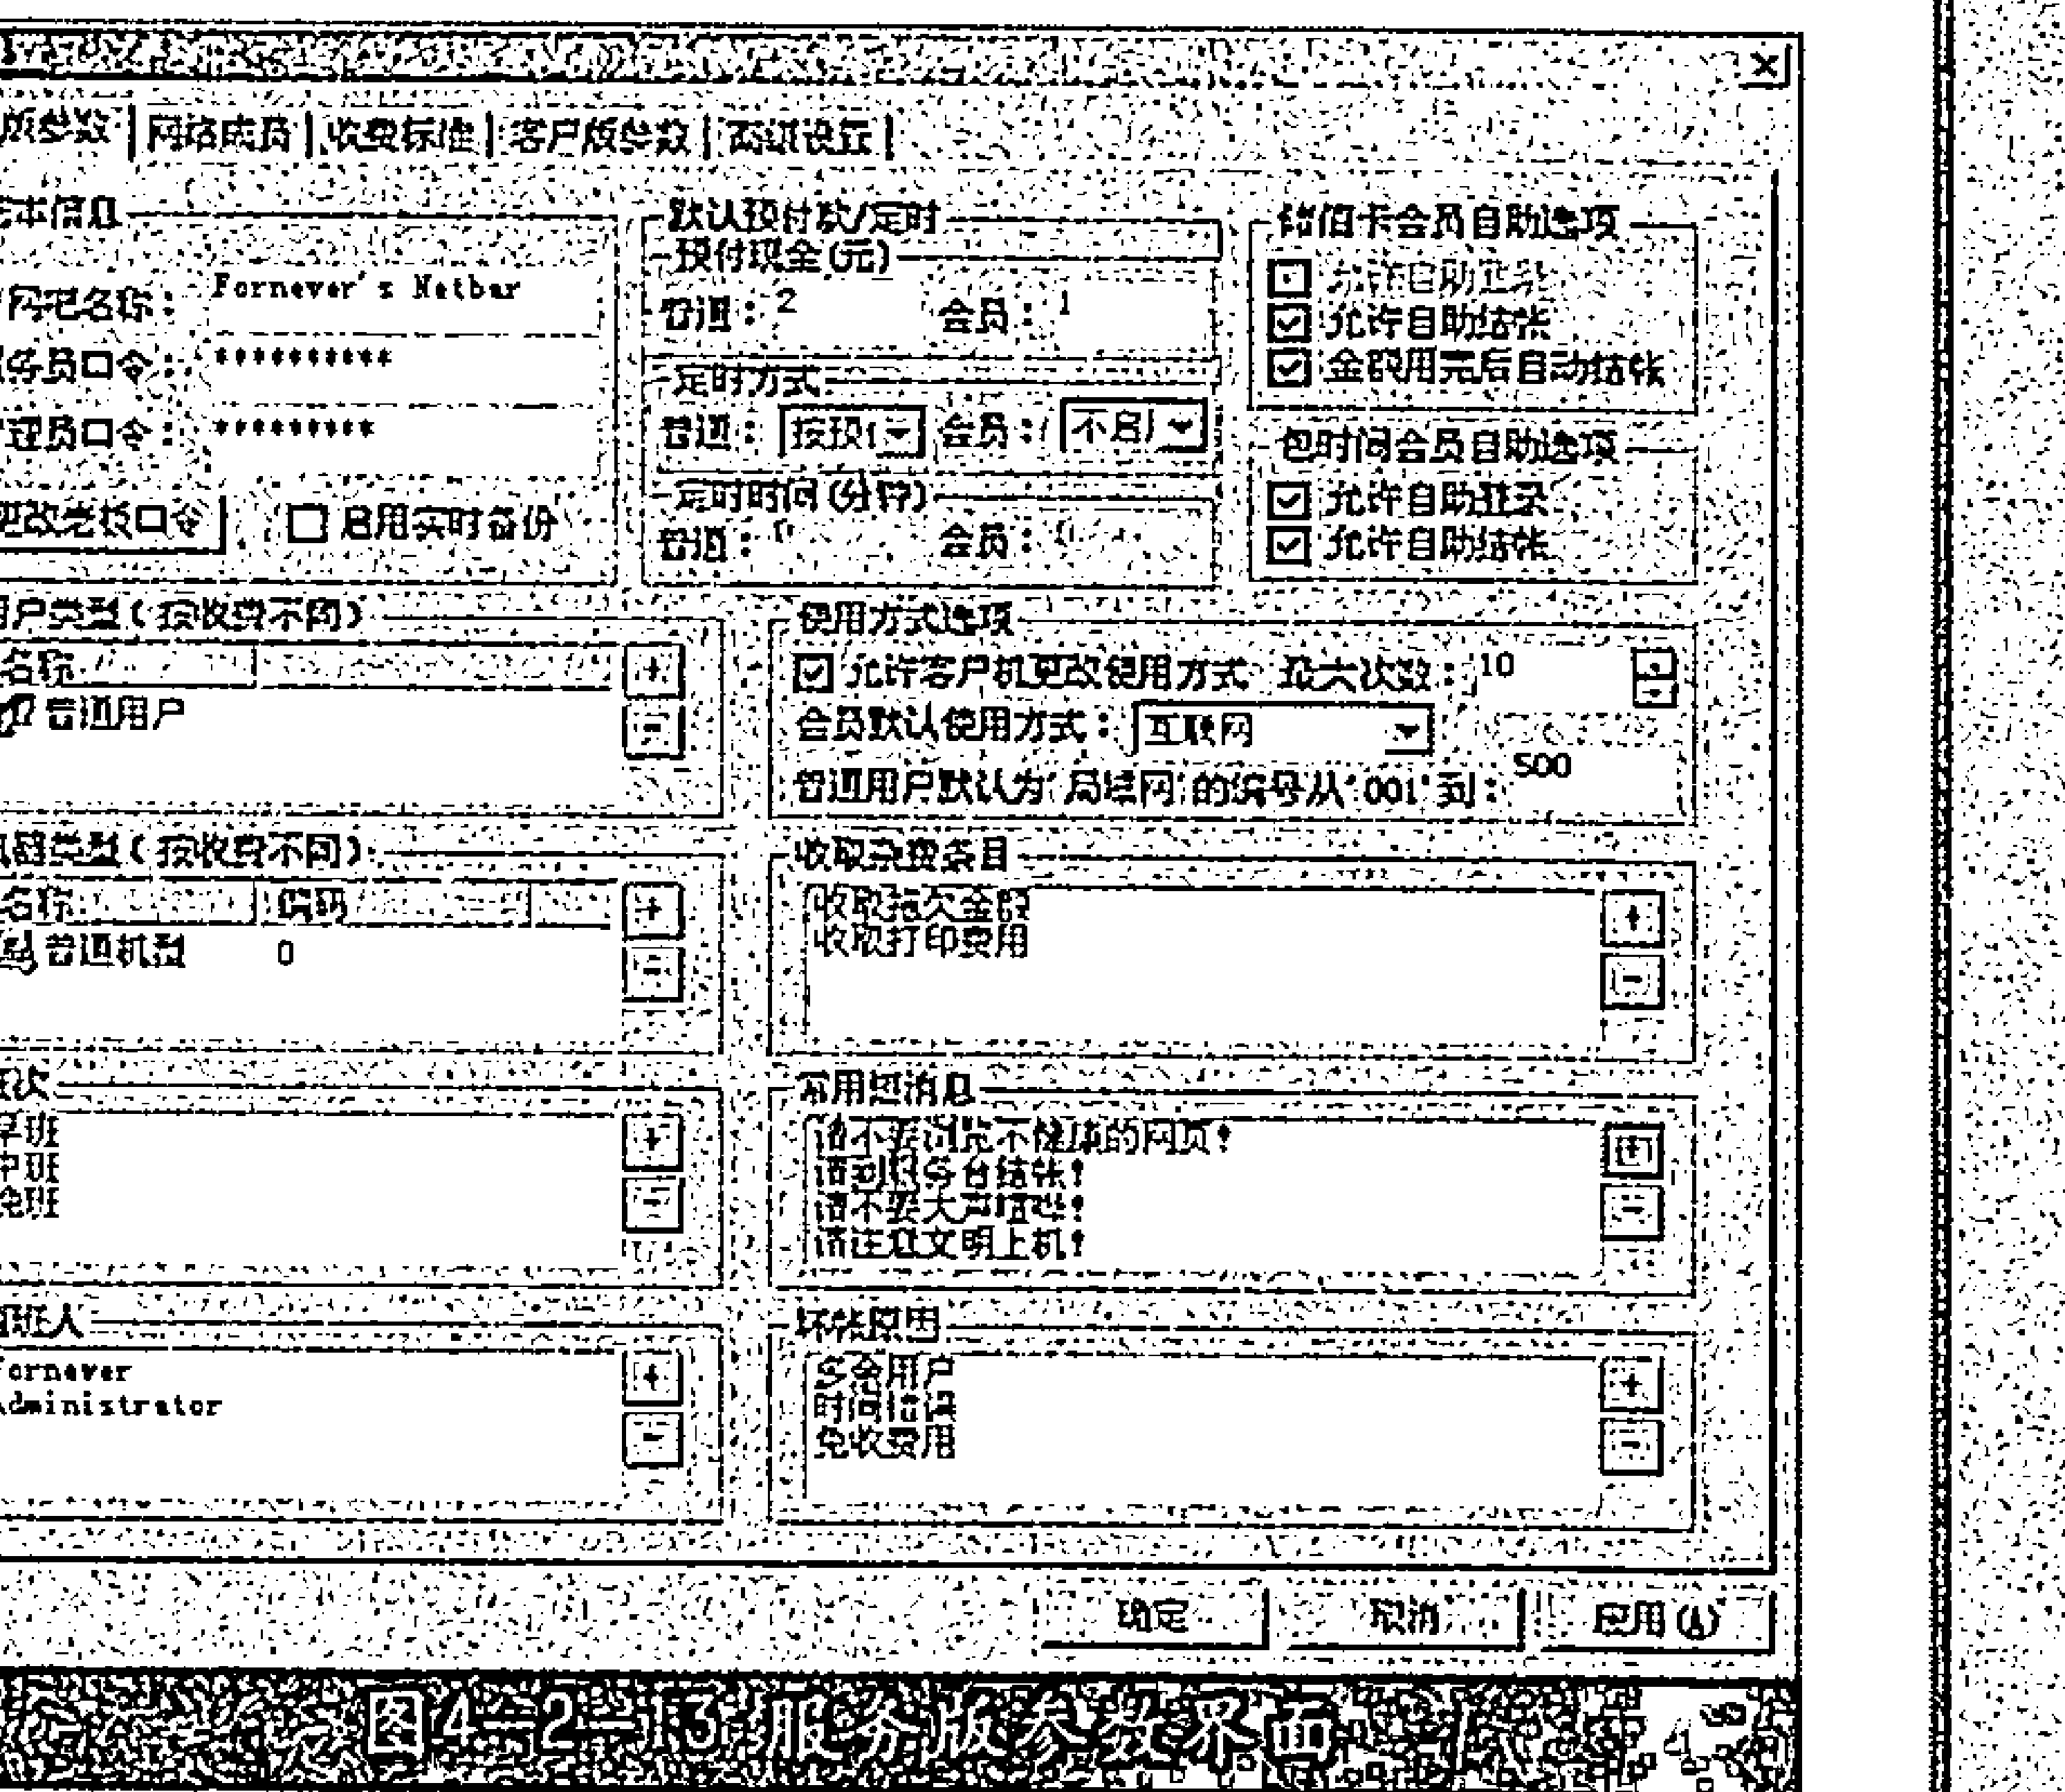 版参数 网络成员 收费标准 客户版参数 高级设置
本信息
网吧名称： Fornever's Netbar
务员口令： **********
理员口令： *********
更改老板口令 启用实时备份
默认预付款/定时
预付现金(元)
普通： 2 会员： 1
定时方式
普通： 按预付 会员： 不启用
定时时间(分钟)
普通： 0 会员： 0
储值卡会员自助选项
允许自助登录
允许自助结帐
金额用完后自动结帐
包时间会员自助选项
允许自助登录
允许自助结帐
用户类型(按收费不同)
名称
普通用户
使用方式选项
允许客户机更改使用方式 最大次数： 10
会员默认使用方式： 互联网
普通用户默认为'局域网'的编号从'001'到： 500
机器类型(按收费不同)
名称 编码
普通机型 0
收取杂费条目
收取拖欠金额
收取打印费用
班次
早班
中班
晚班
常用短消息
请不要浏览不健康的网页！
请到服务台结帐！
请不要大声喧哗！
请注意文明上机！
值班人
Fornever
Administrator
坏帐原因
多余用户
时间错误
免收费用
确定 取消 应用(A)
图4-2-13 服务版参数界面